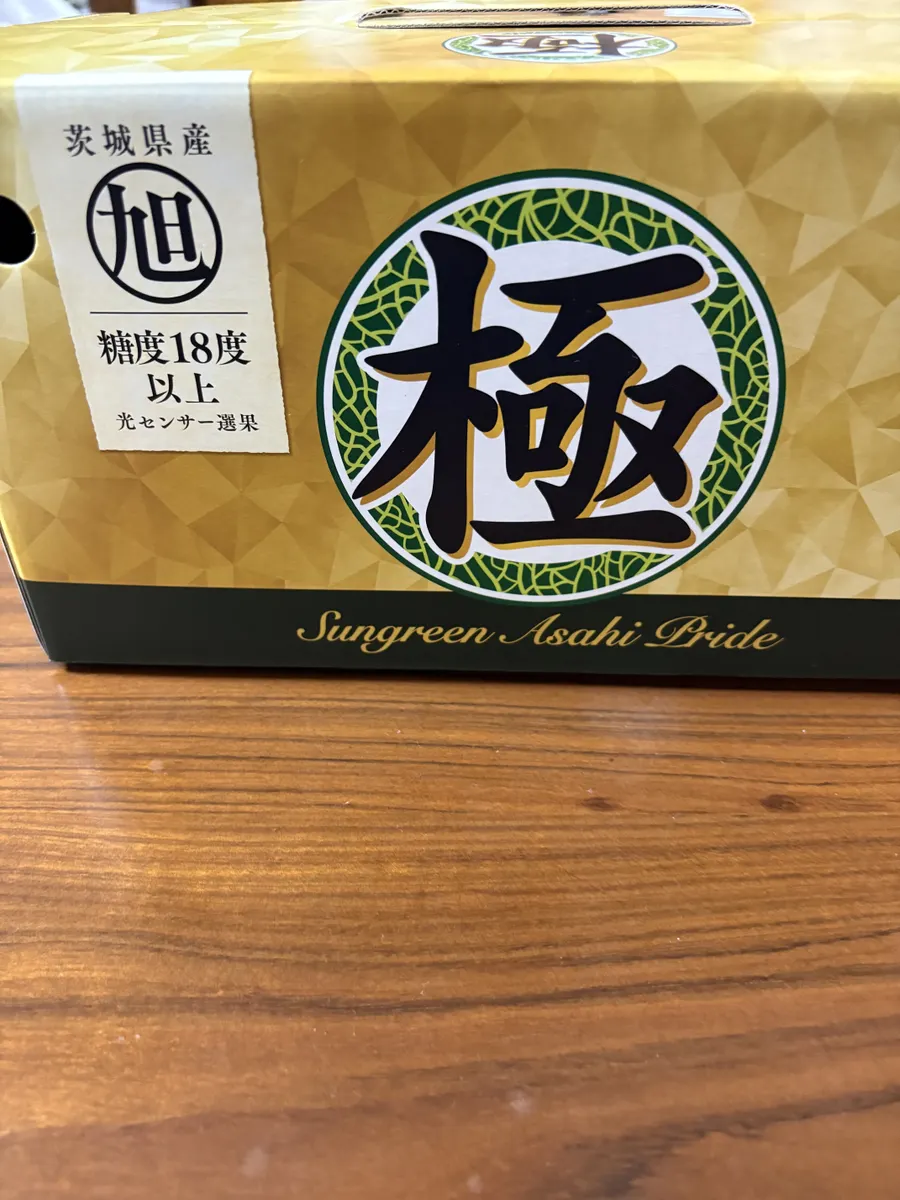 極
茨城県産
旭
糖度18度
以上
光センサー選果
極
Sungreen Asahi Pride